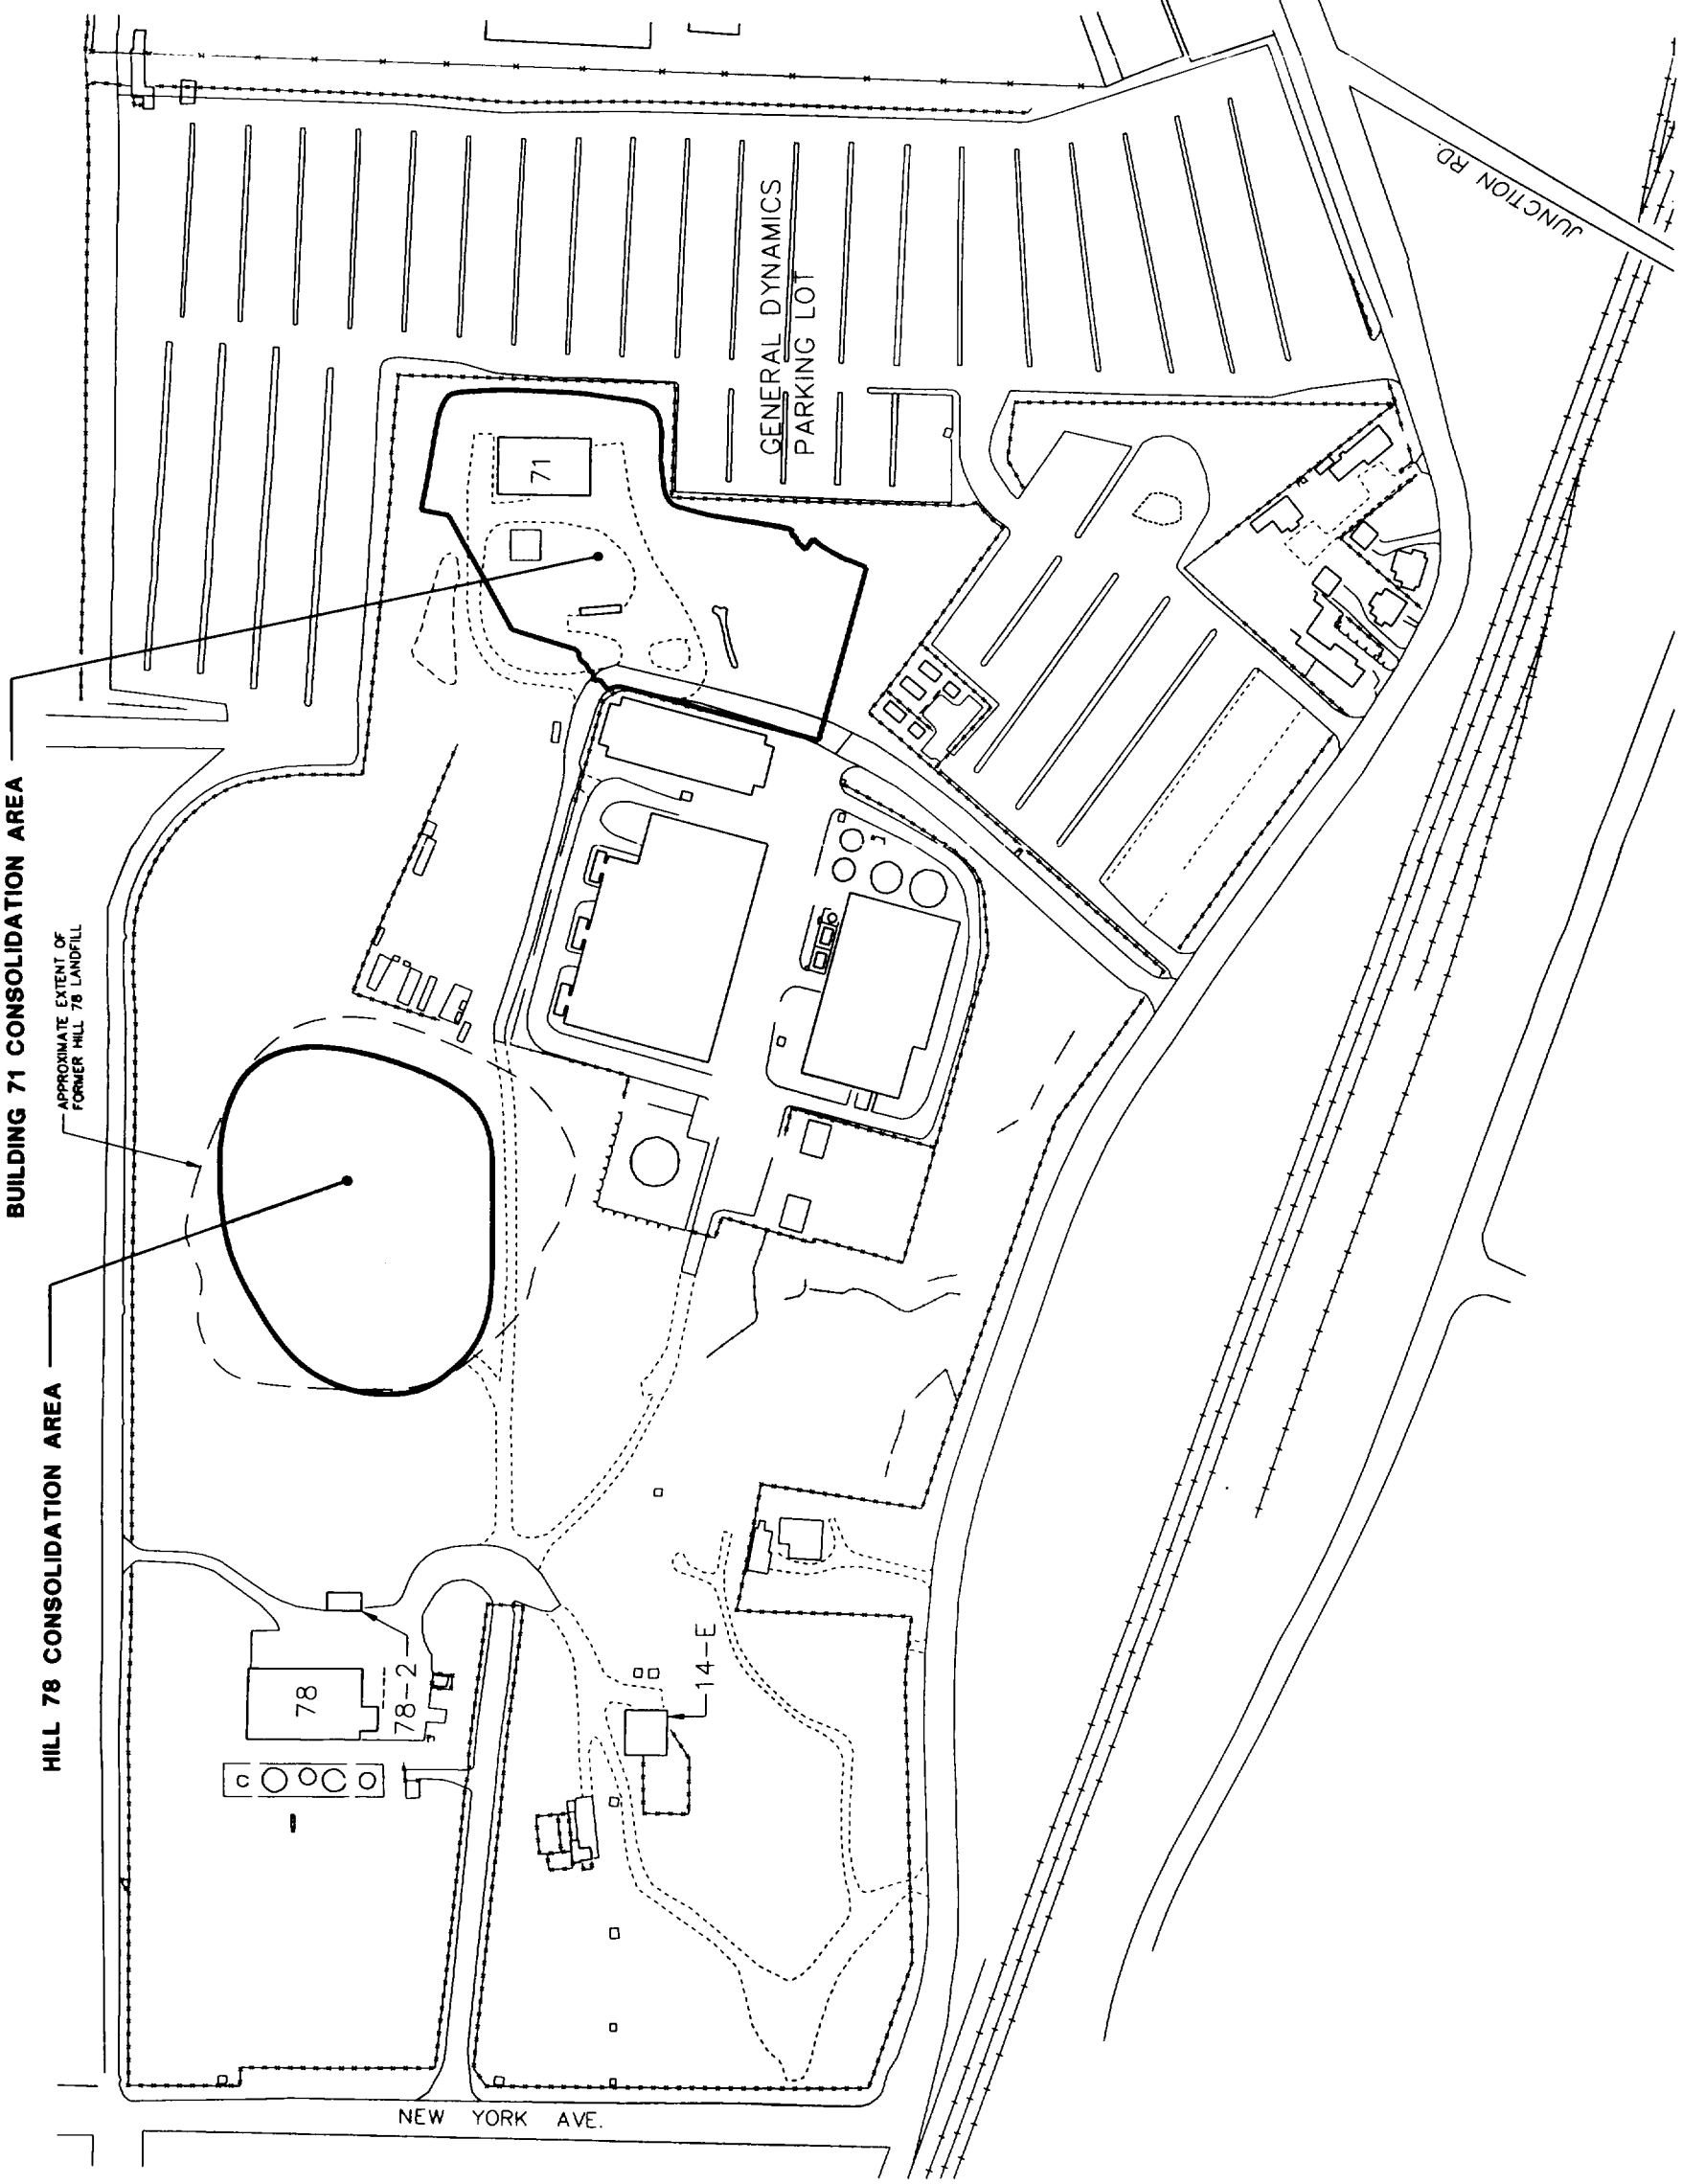 BUILDING 71 CONSOLIDATION AREA
APPROXIMATE EXTENT OF
FORMER HILL 78 LANDFILL
HILL 78 CONSOLIDATION AREA
GENERAL DYNAMICS
PARKING LOT
JUNCTION RD.
71
78
78-2
14-E
NEW YORK AVE.